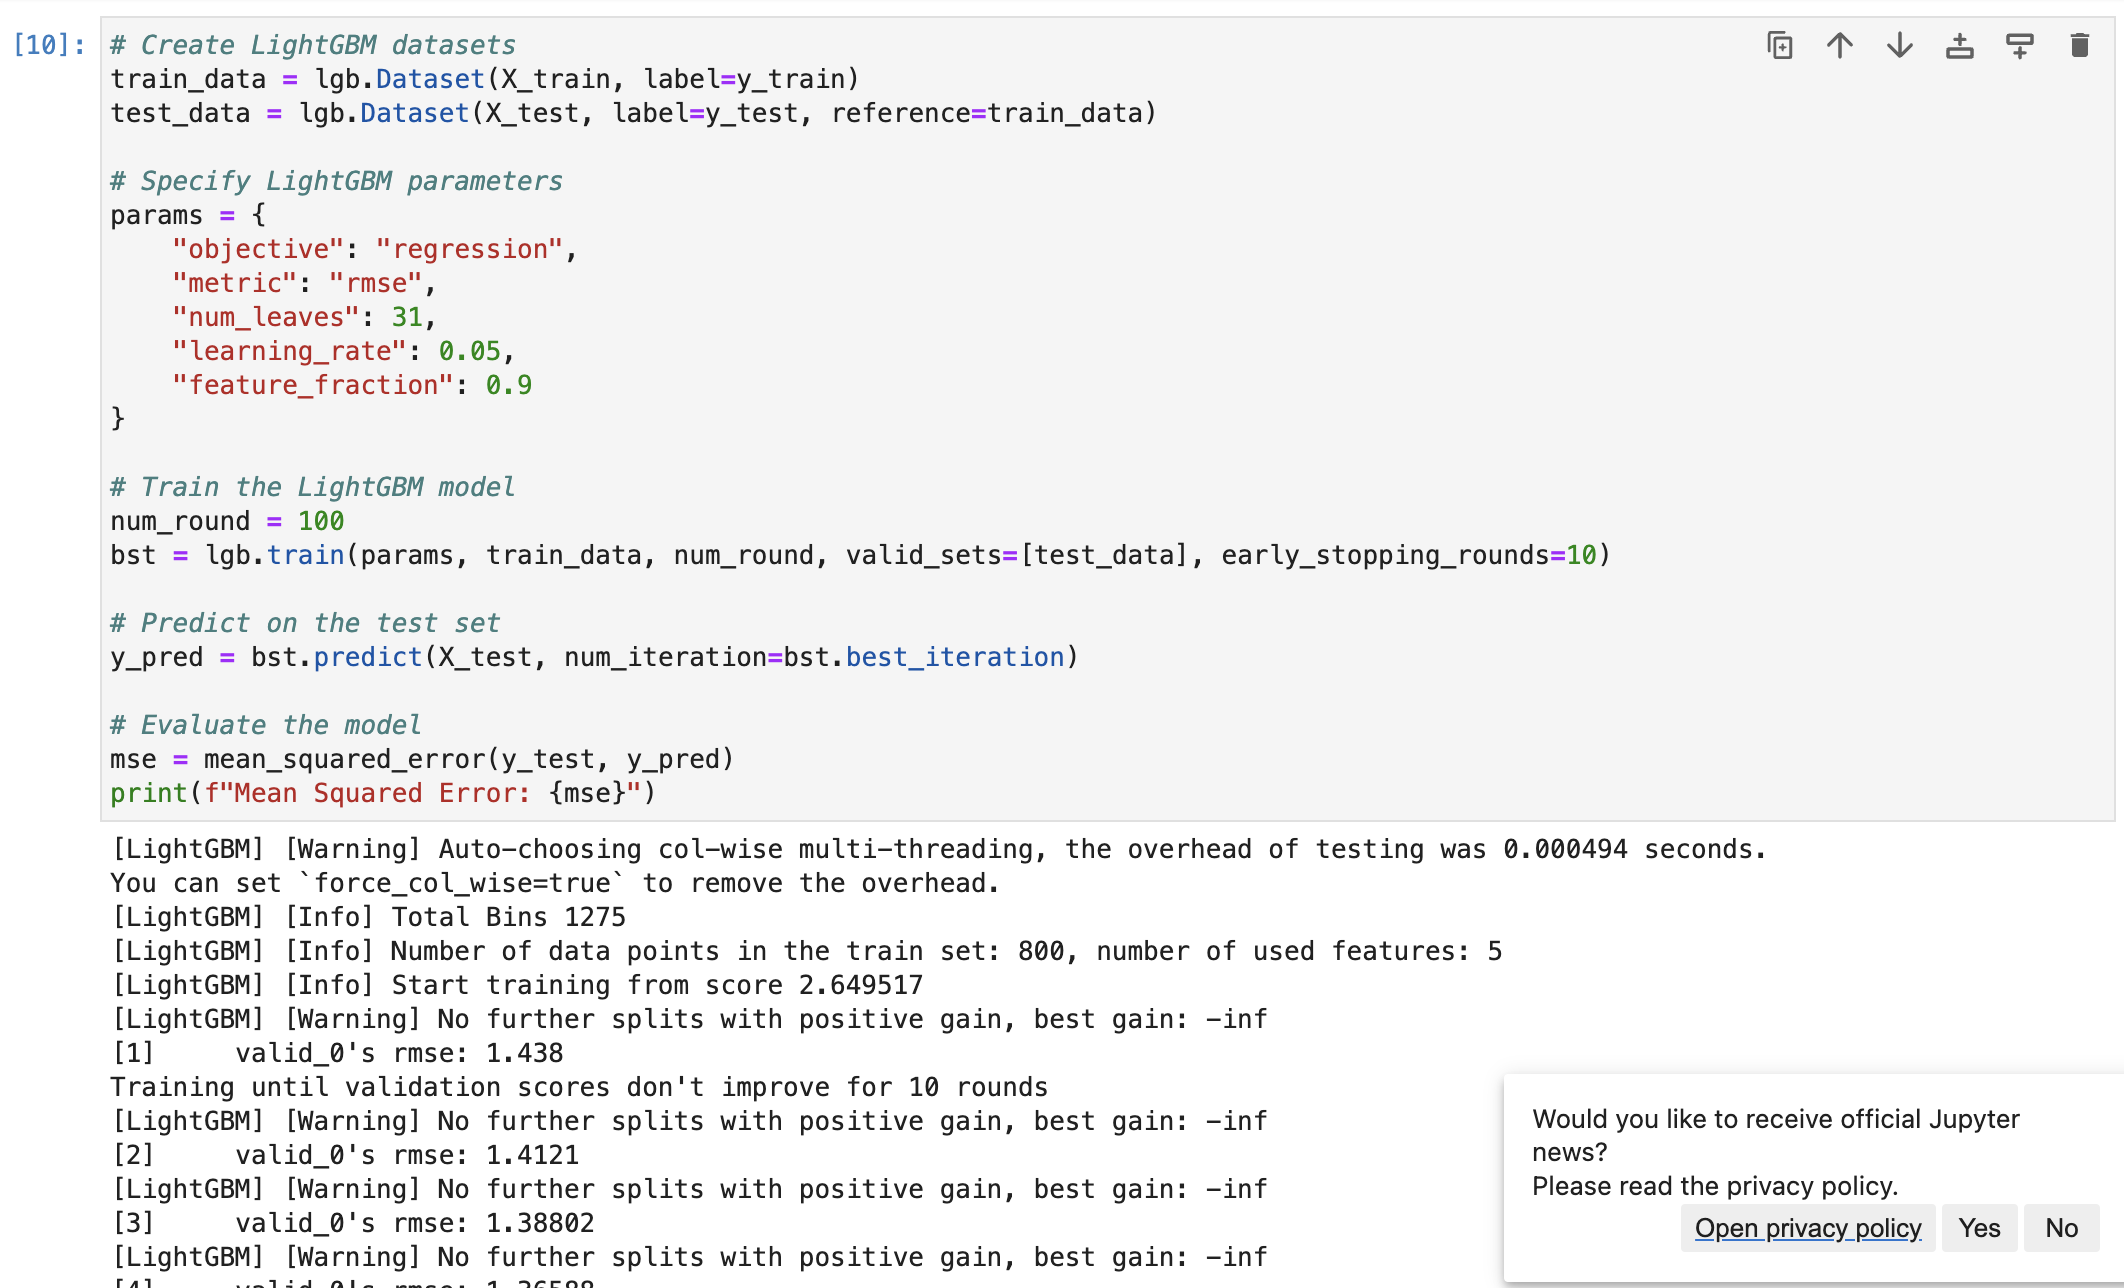 [10]:
# Create LightGBM datasets
train_data = lgb.Dataset(X_train, label=y_train)
test_data = lgb.Dataset(X_test, label=y_test, reference=train_data)
# Specify LightGBM parameters
params = {
    "objective": "regression",
    "metric": "rmse",
    "num_leaves": 31,
    "learning_rate": 0.05,
    "feature_fraction": 0.9
}
# Train the LightGBM model
num_round = 100
bst = lgb.train(params, train_data, num_round, valid_sets=[test_data], early_stopping_rounds=10)
# Predict on the test set
y_pred = bst.predict(X_test, num_iteration=bst.best_iteration)
# Evaluate the model
mse = mean_squared_error(y_test, y_pred)
print(f"Mean Squared Error: {mse}")
[LightGBM] [Warning] Auto-choosing col-wise multi-threading, the overhead of testing was 0.000494 seconds.
You can set `force_col_wise=true` to remove the overhead.
[LightGBM] [Info] Total Bins 1275
[LightGBM] [Info] Number of data points in the train set: 800, number of used features: 5
[LightGBM] [Info] Start training from score 2.649517
[LightGBM] [Warning] No further splits with positive gain, best gain: -inf
[1]     valid_0's rmse: 1.438
Training until validation scores don't improve for 10 rounds
[LightGBM] [Warning] No further splits with positive gain, best gain: -inf
[2]     valid_0's rmse: 1.4121
[LightGBM] [Warning] No further splits with positive gain, best gain: -inf
[3]     valid_0's rmse: 1.38802
[LightGBM] [Warning] No further splits with positive gain, best gain: -inf
[4]     valid_0's rmse:
Would you like to receive official Jupyter
news?
Please read the privacy policy.
Open privacy policy
Yes
No